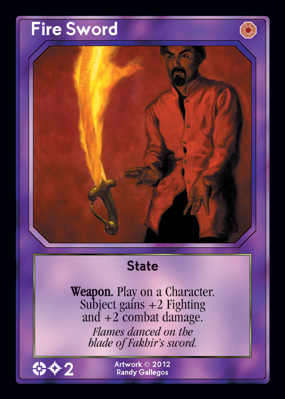 Fire Sword
State
Weapon. Play on a Character.
Subject gains +2 Fighting
and +2 combat damage.
Flames danced on the
blade of Fakhir's sword.
2
Artwork © 2012
Randy Gallegos